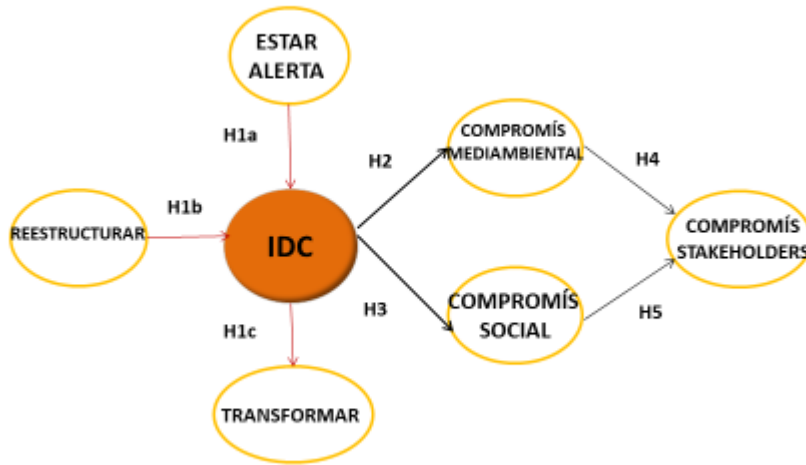 ESTAR
ALERTA
H1a
H1b
REESTRUCTURAR
IDC
H1c
TRANSFORMAR
H2
H3
COMPROMÍS
MEDIAMBIENTAL
COMPROMÍS
SOCIAL
H4
H5
COMPROMÍS
STAKEHOLDERS